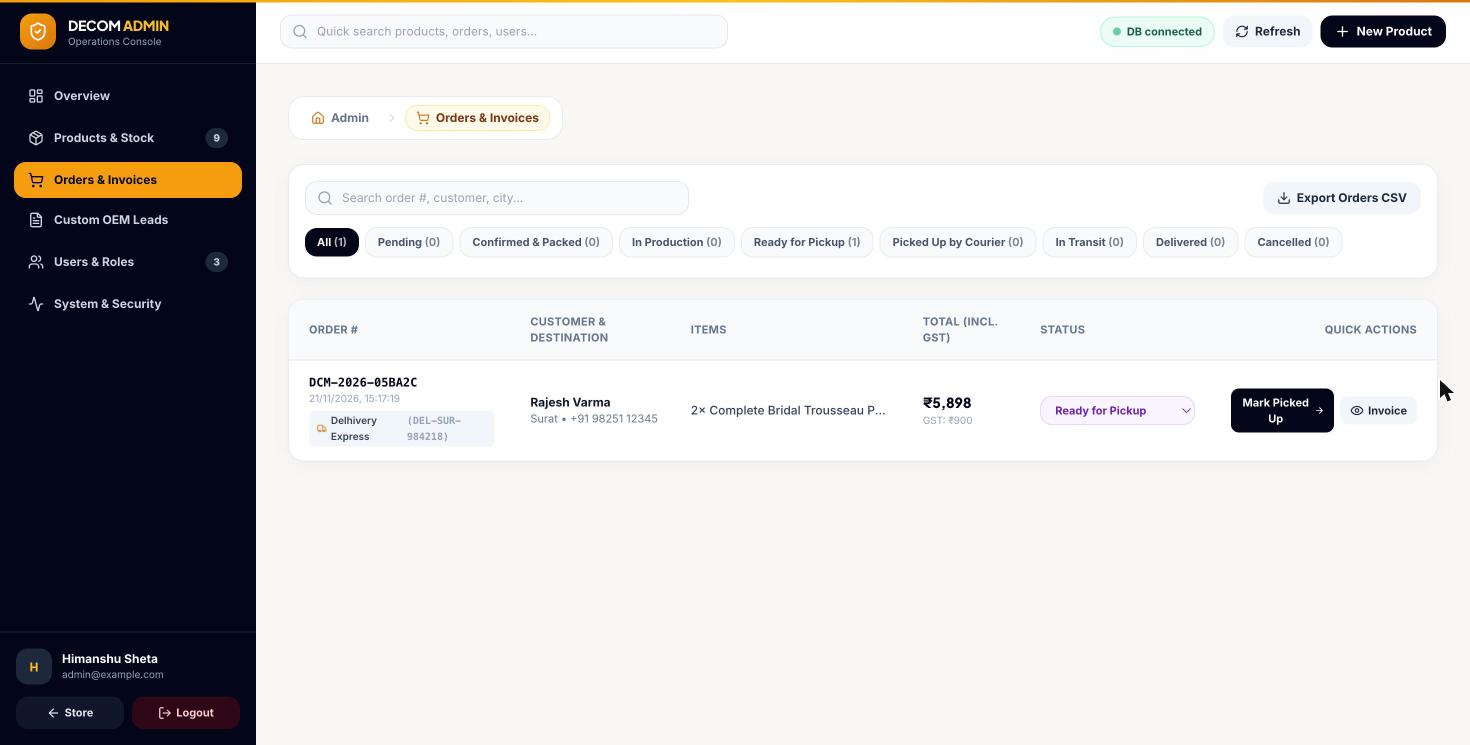 DECOM ADMIN
Operations Console
Quick search products, orders, users...
DB connected
Refresh
New Product
Overview
Products & Stock 9
Orders & Invoices
Custom OEM Leads
Users & Roles 3
System & Security
H
Himanshu Sheta
admin@example.com
Store
Logout
Admin
Orders & Invoices
Search order #, customer, city...
Export Orders CSV
All (1)
Pending (0)
Confirmed & Packed (0)
In Production (0)
Ready for Pickup (1)
Picked Up by Courier (0)
In Transit (0)
Delivered (0)
Cancelled (0)
ORDER #
CUSTOMER &
DESTINATION
ITEMS
TOTAL (INCL.
GST)
STATUS
QUICK ACTIONS
DCM-2026-05BA2C
21/11/2026, 15:17:19
Delhivery
Express
(DEL-SUR-
984218)
Rajesh Varma
Surat • +91 98251 12345
2× Complete Bridal Trousseau P...
₹5,898
GST: ₹900
Ready for Pickup
Mark Picked
Up
Invoice